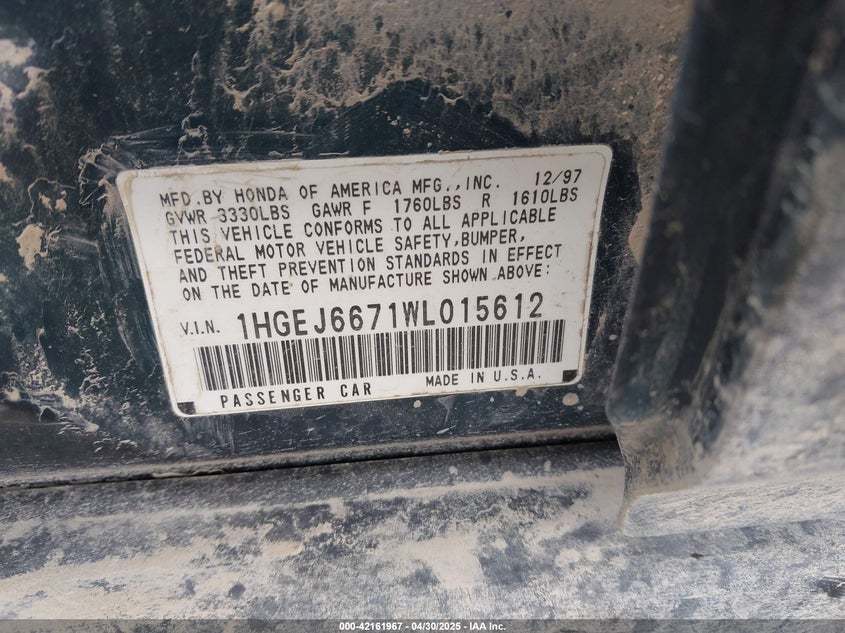 MFD.BY HONDA OF AMERICA MFG.,INC. 12/97
GVWR 3330LBS GAWR F 1760LBS R 1610LBS
THIS VEHICLE CONFORMS TO ALL APPLICABLE
FEDERAL MOTOR VEHICLE SAFETY,BUMPER,
AND THEFT PREVENTION STANDARDS IN EFFECT
ON THE DATE OF MANUFACTURE SHOWN ABOVE:
V.I.N. 1HGEJ6671WL015612
PASSENGER CAR MADE IN U.S.A.
000-42161967 - 04/30/2025 - IAA Inc.